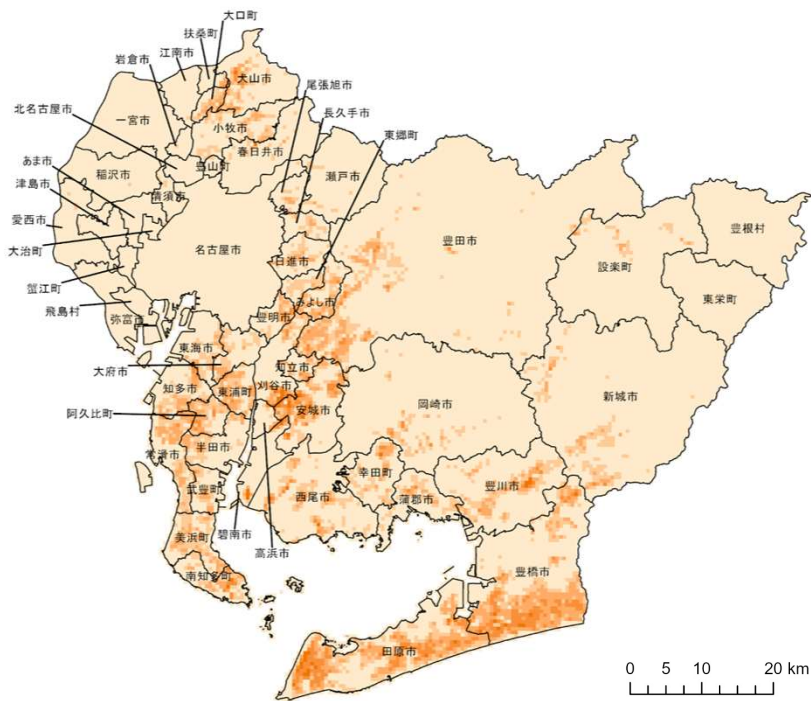 大口町
扶桑町
江南市
岩倉市
犬山市
尾張旭市
北名古屋市
長久手市
一宮市
小牧市
東郷町
春日井市
あま市
豊山町
稲沢市
瀬戸市
津島市
清須市
愛西市
豊根村
名古屋市
豊田市
大治町
日進市
設楽町
蟹江町
東栄町
飛島村
みよし市
弥富市
豊明市
東海市
大府市
知立市
知多市
東浦町
刈谷市
新城市
岡崎市
安城市
阿久比町
半田市
常滑市
幸田町
豊川市
武豊町
西尾市
蒲郡市
碧南市
美浜町
高浜市
豊橋市
南知多町
田原市
0 5 10 20 km